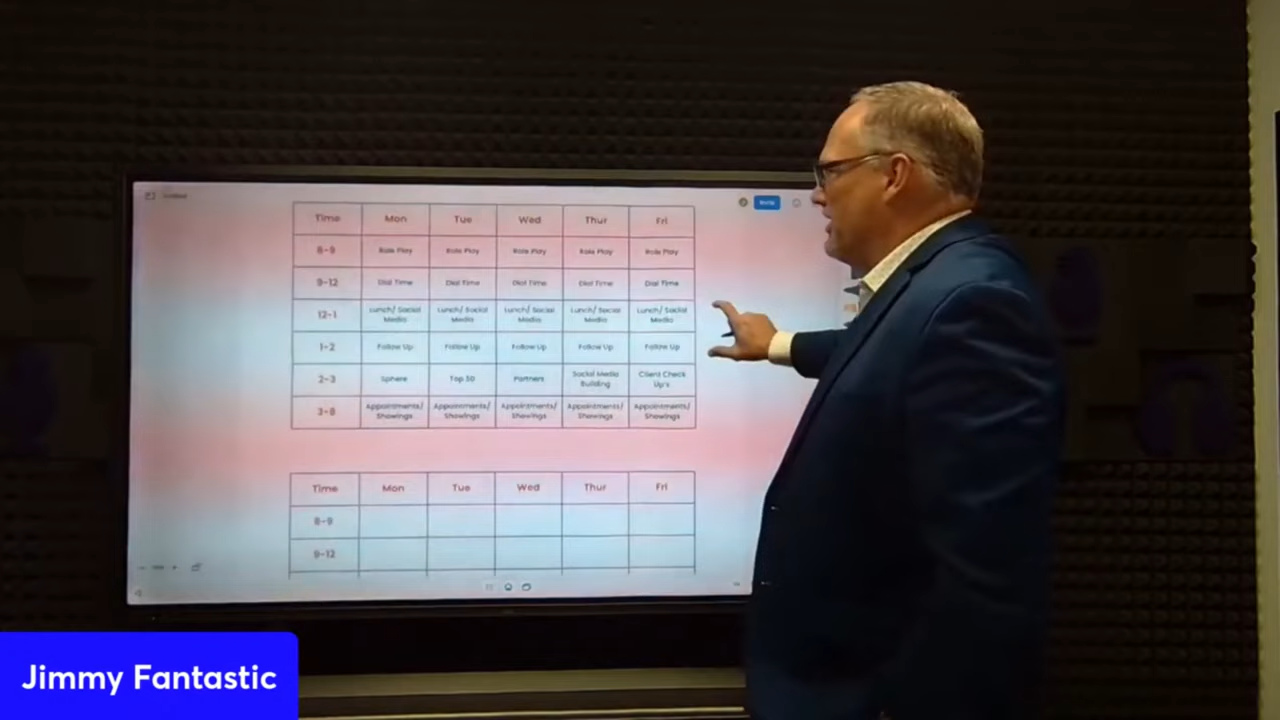 Invite
Time Mon Tue Wed Thur Fri
8-9 Role Play Role Play Role Play Role Play Role Play
9-12 Dial Time Dial Time Dial Time Dial Time Dial Time
12-1 Lunch/ Social Media Lunch/ Social Media Lunch/ Social Media Lunch/ Social Media Lunch/ Social Media
1-2 Follow Up Follow Up Follow Up Follow Up Follow Up
2-3 Sphere Top 50 Partners Social Media Building Client Check Up's
3-8 Appointments/ Showings Appointments/ Showings Appointments/ Showings Appointments/ Showings Appointments/ Showings
Time Mon Tue Wed Thur Fri
8-9
9-12
Jimmy Fantastic